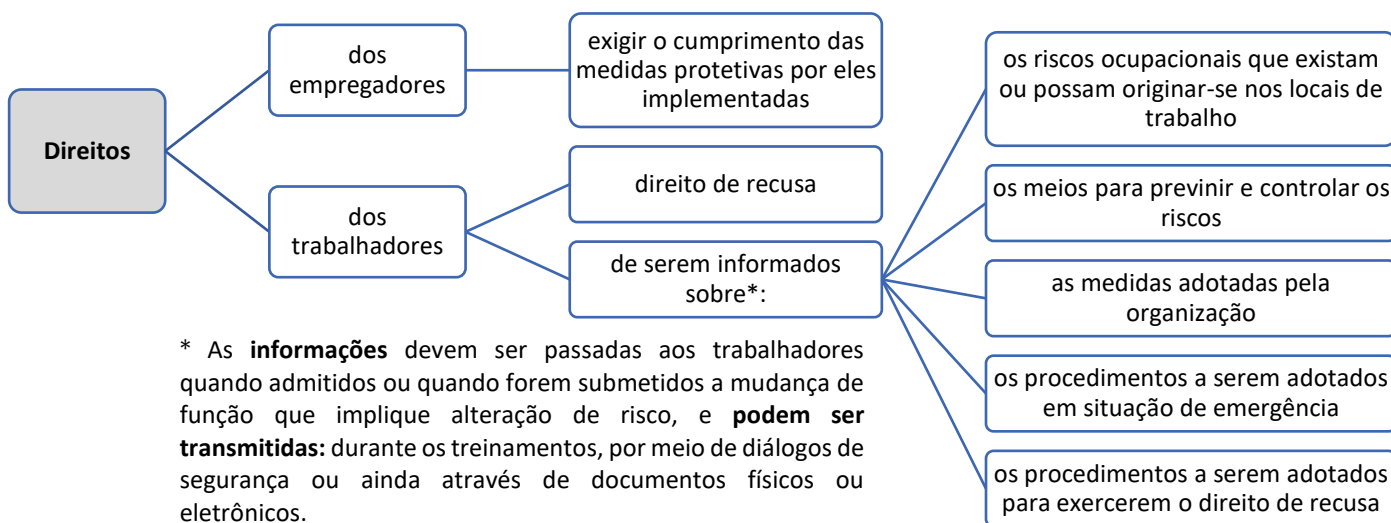 Direitos
dos
empregadores
exigir o cumprimento das
medidas protetivas por eles
implementadas
dos
trabalhadores
direito de recusa
de serem informados
sobre*:
os riscos ocupacionais que existam
ou possam originar-se nos locais de
trabalho
os meios para previnir e controlar os
riscos
as medidas adotadas pela
organização
os procedimentos a serem adotados
em situação de emergência
os procedimentos a serem adotados
para exercerem o direito de recusa
* As informações devem ser passadas aos trabalhadores
quando admitidos ou quando forem submetidos a mudança de
função que implique alteração de risco, e podem ser
transmitidas: durante os treinamentos, por meio de diálogos de
segurança ou ainda através de documentos físicos ou
eletrônicos.